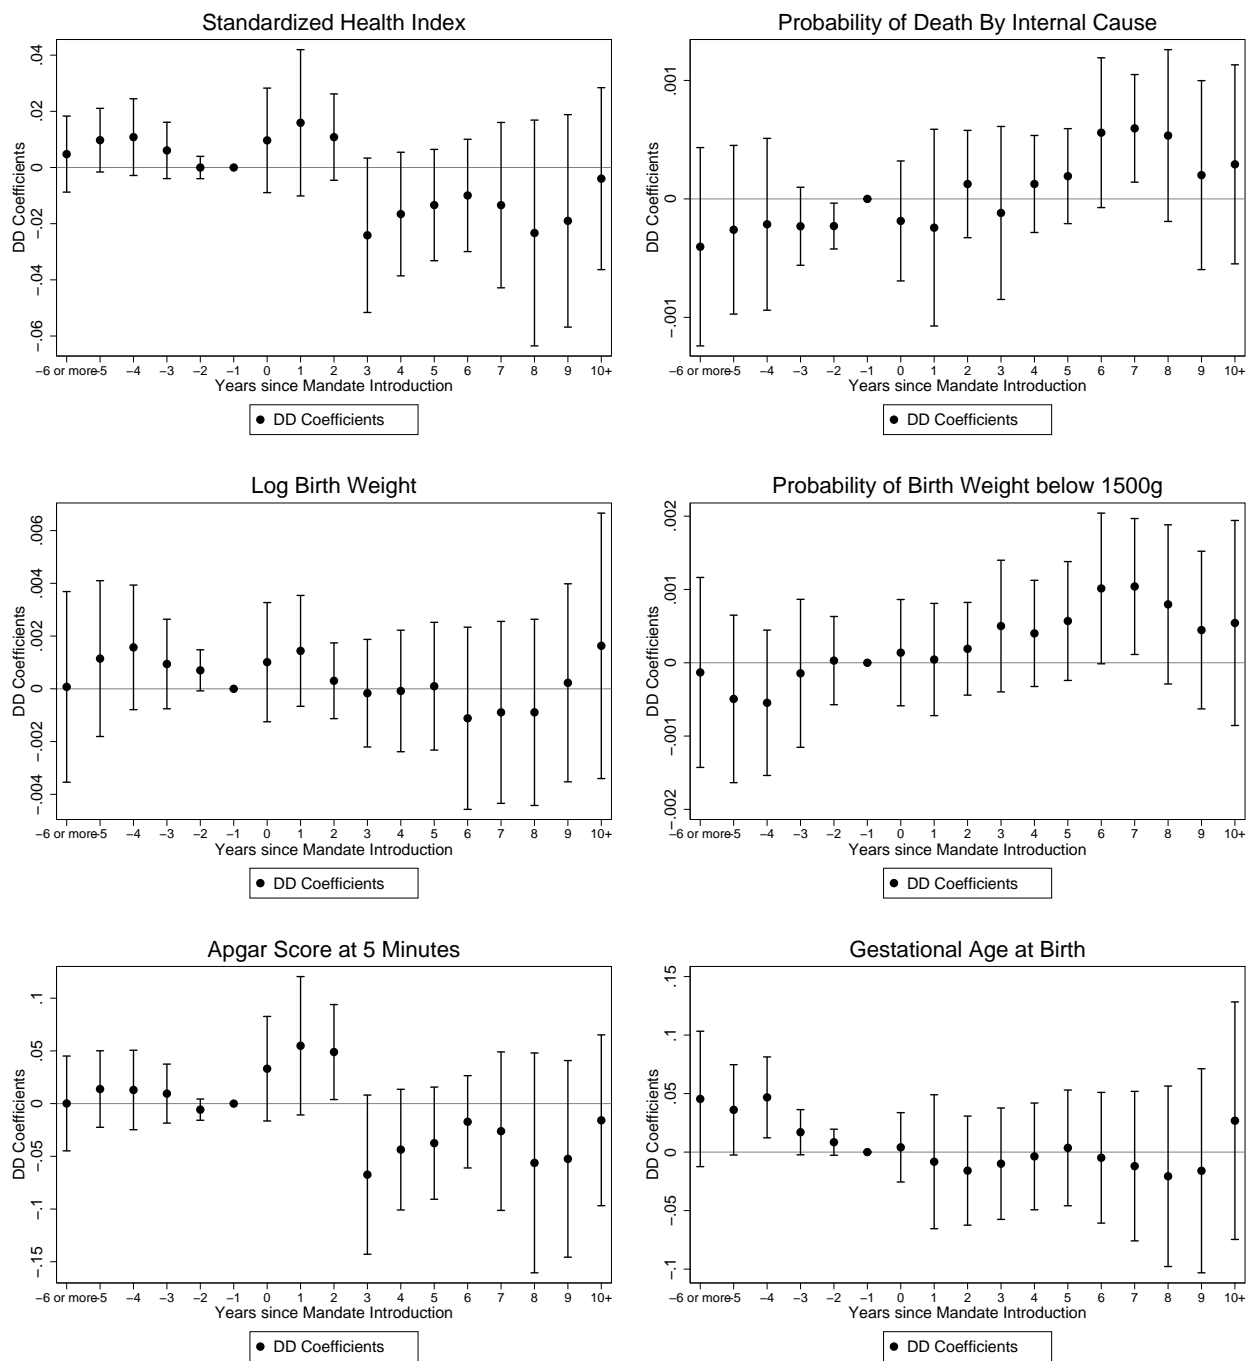 Standardized Health Index
DD Coefficients
.04
.02
0
-.02
-.04
-.06
-6 or more -5 -4 -3 -2 -1 0 1 2 3 4 5 6 7 8 9 10+
Years since Mandate Introduction
DD Coefficients
Probability of Death By Internal Cause
DD Coefficients
.001
0
-.001
-6 or more -5 -4 -3 -2 -1 0 1 2 3 4 5 6 7 8 9 10+
Years since Mandate Introduction
DD Coefficients
Log Birth Weight
DD Coefficients
.006
.004
.002
0
-.002
-.004
-6 or more -5 -4 -3 -2 -1 0 1 2 3 4 5 6 7 8 9 10+
Years since Mandate Introduction
DD Coefficients
Probability of Birth Weight below 1500g
DD Coefficients
.002
.001
0
-.001
-.002
-6 or more -5 -4 -3 -2 -1 0 1 2 3 4 5 6 7 8 9 10+
Years since Mandate Introduction
DD Coefficients
Apgar Score at 5 Minutes
DD Coefficients
.1
.05
0
-.05
-.1
-.15
-6 or more -5 -4 -3 -2 -1 0 1 2 3 4 5 6 7 8 9 10+
Years since Mandate Introduction
DD Coefficients
Gestational Age at Birth
DD Coefficients
.15
.1
.05
0
-.05
-.1
-6 or more -5 -4 -3 -2 -1 0 1 2 3 4 5 6 7 8 9 10+
Years since Mandate Introduction
DD Coefficients